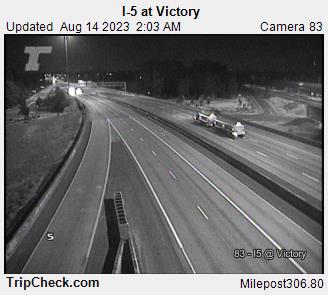 I-5 at Victory
Updated Aug 14 2023 2:03 AM Camera 83
S
83 - I5 @ Victory
TripCheck.com Milepost306.80